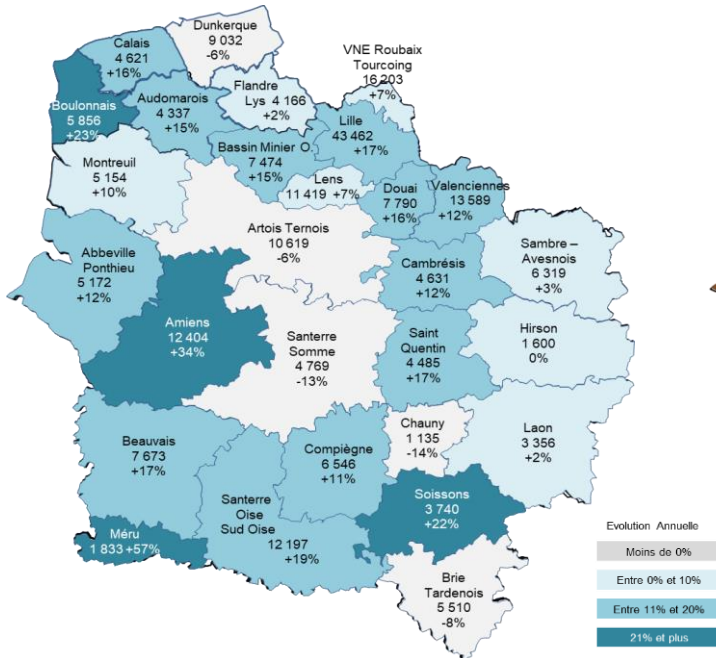 Dunkerque
9 032
-6%
Calais
4 621
+16%
VNE Roubaix
Tourcoing
16 203
+7%
Boulonnais
5 856
+23%
Audomarois
4 337
+15%
Flandre
Lys 4 166
+2%
Lille
43 462
+17%
Bassin Minier O.
7 474
+15%
Montreuil
5 154
+10%
Lens
11 419 +7%
Douai
7 790
+16%
Valenciennes
13 589
+12%
Artois Ternois
10 619
-6%
Abbeville
Ponthieu
5 172
+12%
Cambrésis
4 631
+12%
Sambre –
Avesnois
6 319
+3%
Amiens
12 404
+34%
Santerre
Somme
4 769
-13%
Saint
Quentin
4 485
+17%
Hirson
1 600
0%
Beauvais
7 673
+17%
Compiègne
6 546
+11%
Chauny
1 135
-14%
Laon
3 356
+2%
Santerre
Oise
Sud Oise
12 197
+19%
Soissons
3 740
+22%
Méru
1 833 +57%
Brie
Tardenois
5 510
-8%
Evolution Annuelle
Moins de 0%
Entre 0% et 10%
Entre 11% et 20%
21% et plus